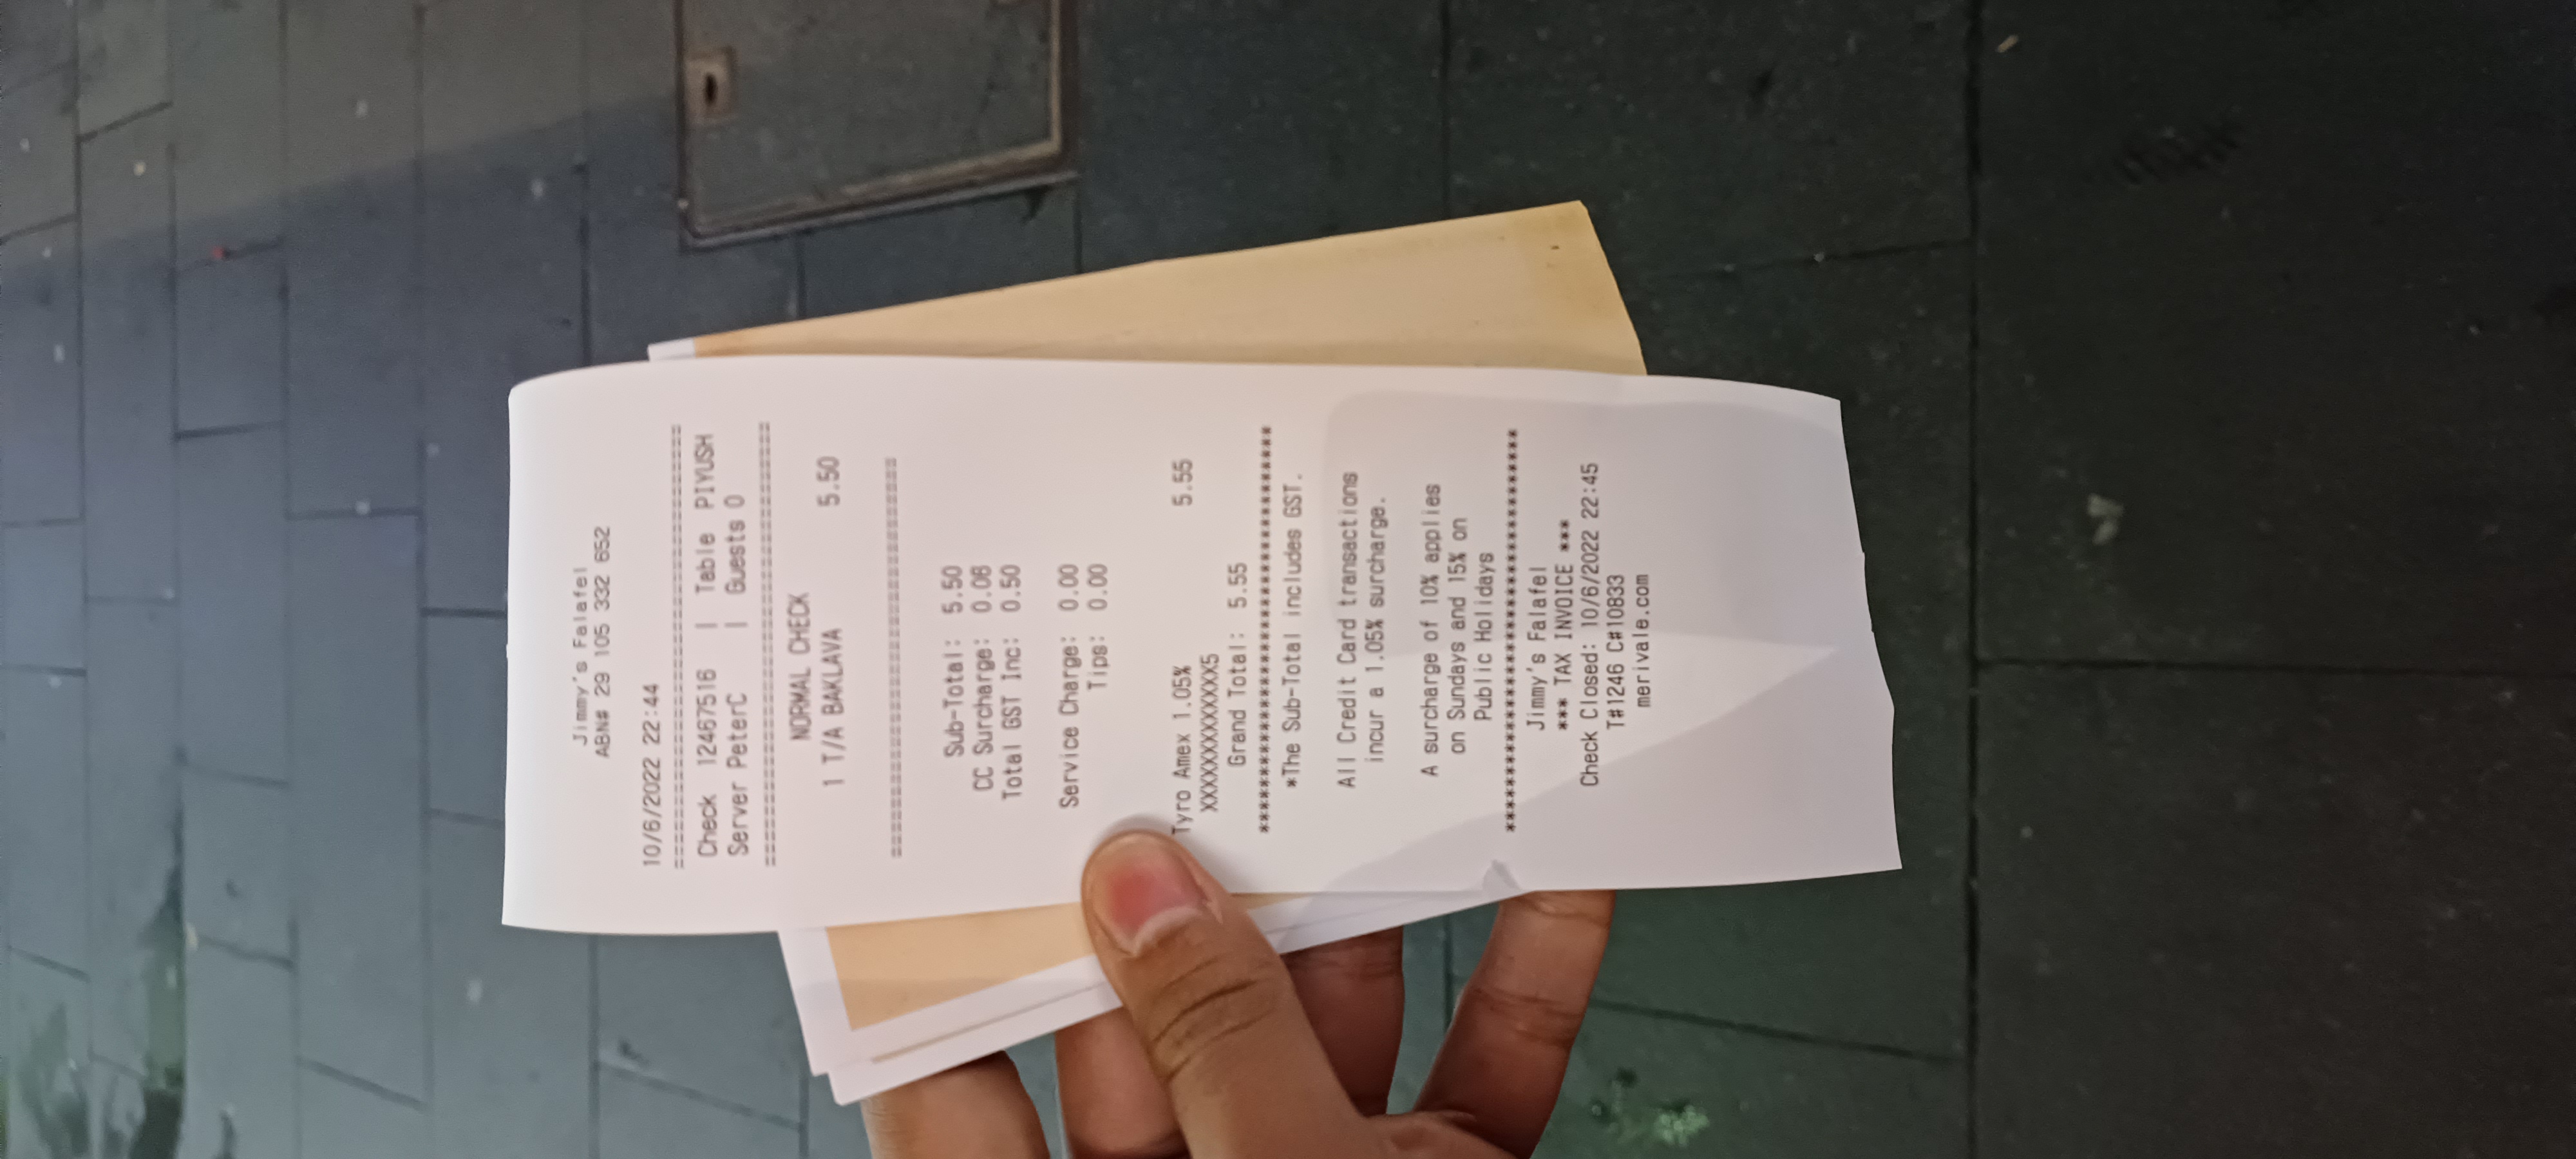 Jimmy's Falafel
ABN# 29 105 332 652
10/6/2022 22:44
===================================
Check 12467516 | Table PIYUSH
Server PeterC | Guests 0
===================================
NORMAL CHECK
1 T/A BAKLAVA 5.50
=================================
Sub-Total: 5.50
CC Surcharge: 0.06
Total GST Inc: 0.50
Service Charge: 0.00
Tips: 0.00
Tyro Amex 1.05% 5.55
XXXXXXXXXXXXX5
Grand Total: 5.55
***********************************
*The Sub-Total includes GST.
All Credit Card transactions
incur a 1.05% surcharge.
A surcharge of 10% applies
on Sundays and 15% on
Public Holidays
***********************************
Jimmy's Falafel
*** TAX INVOICE ***
Check Closed: 10/6/2022 22:45
T#1246 C#10833
merivale.com